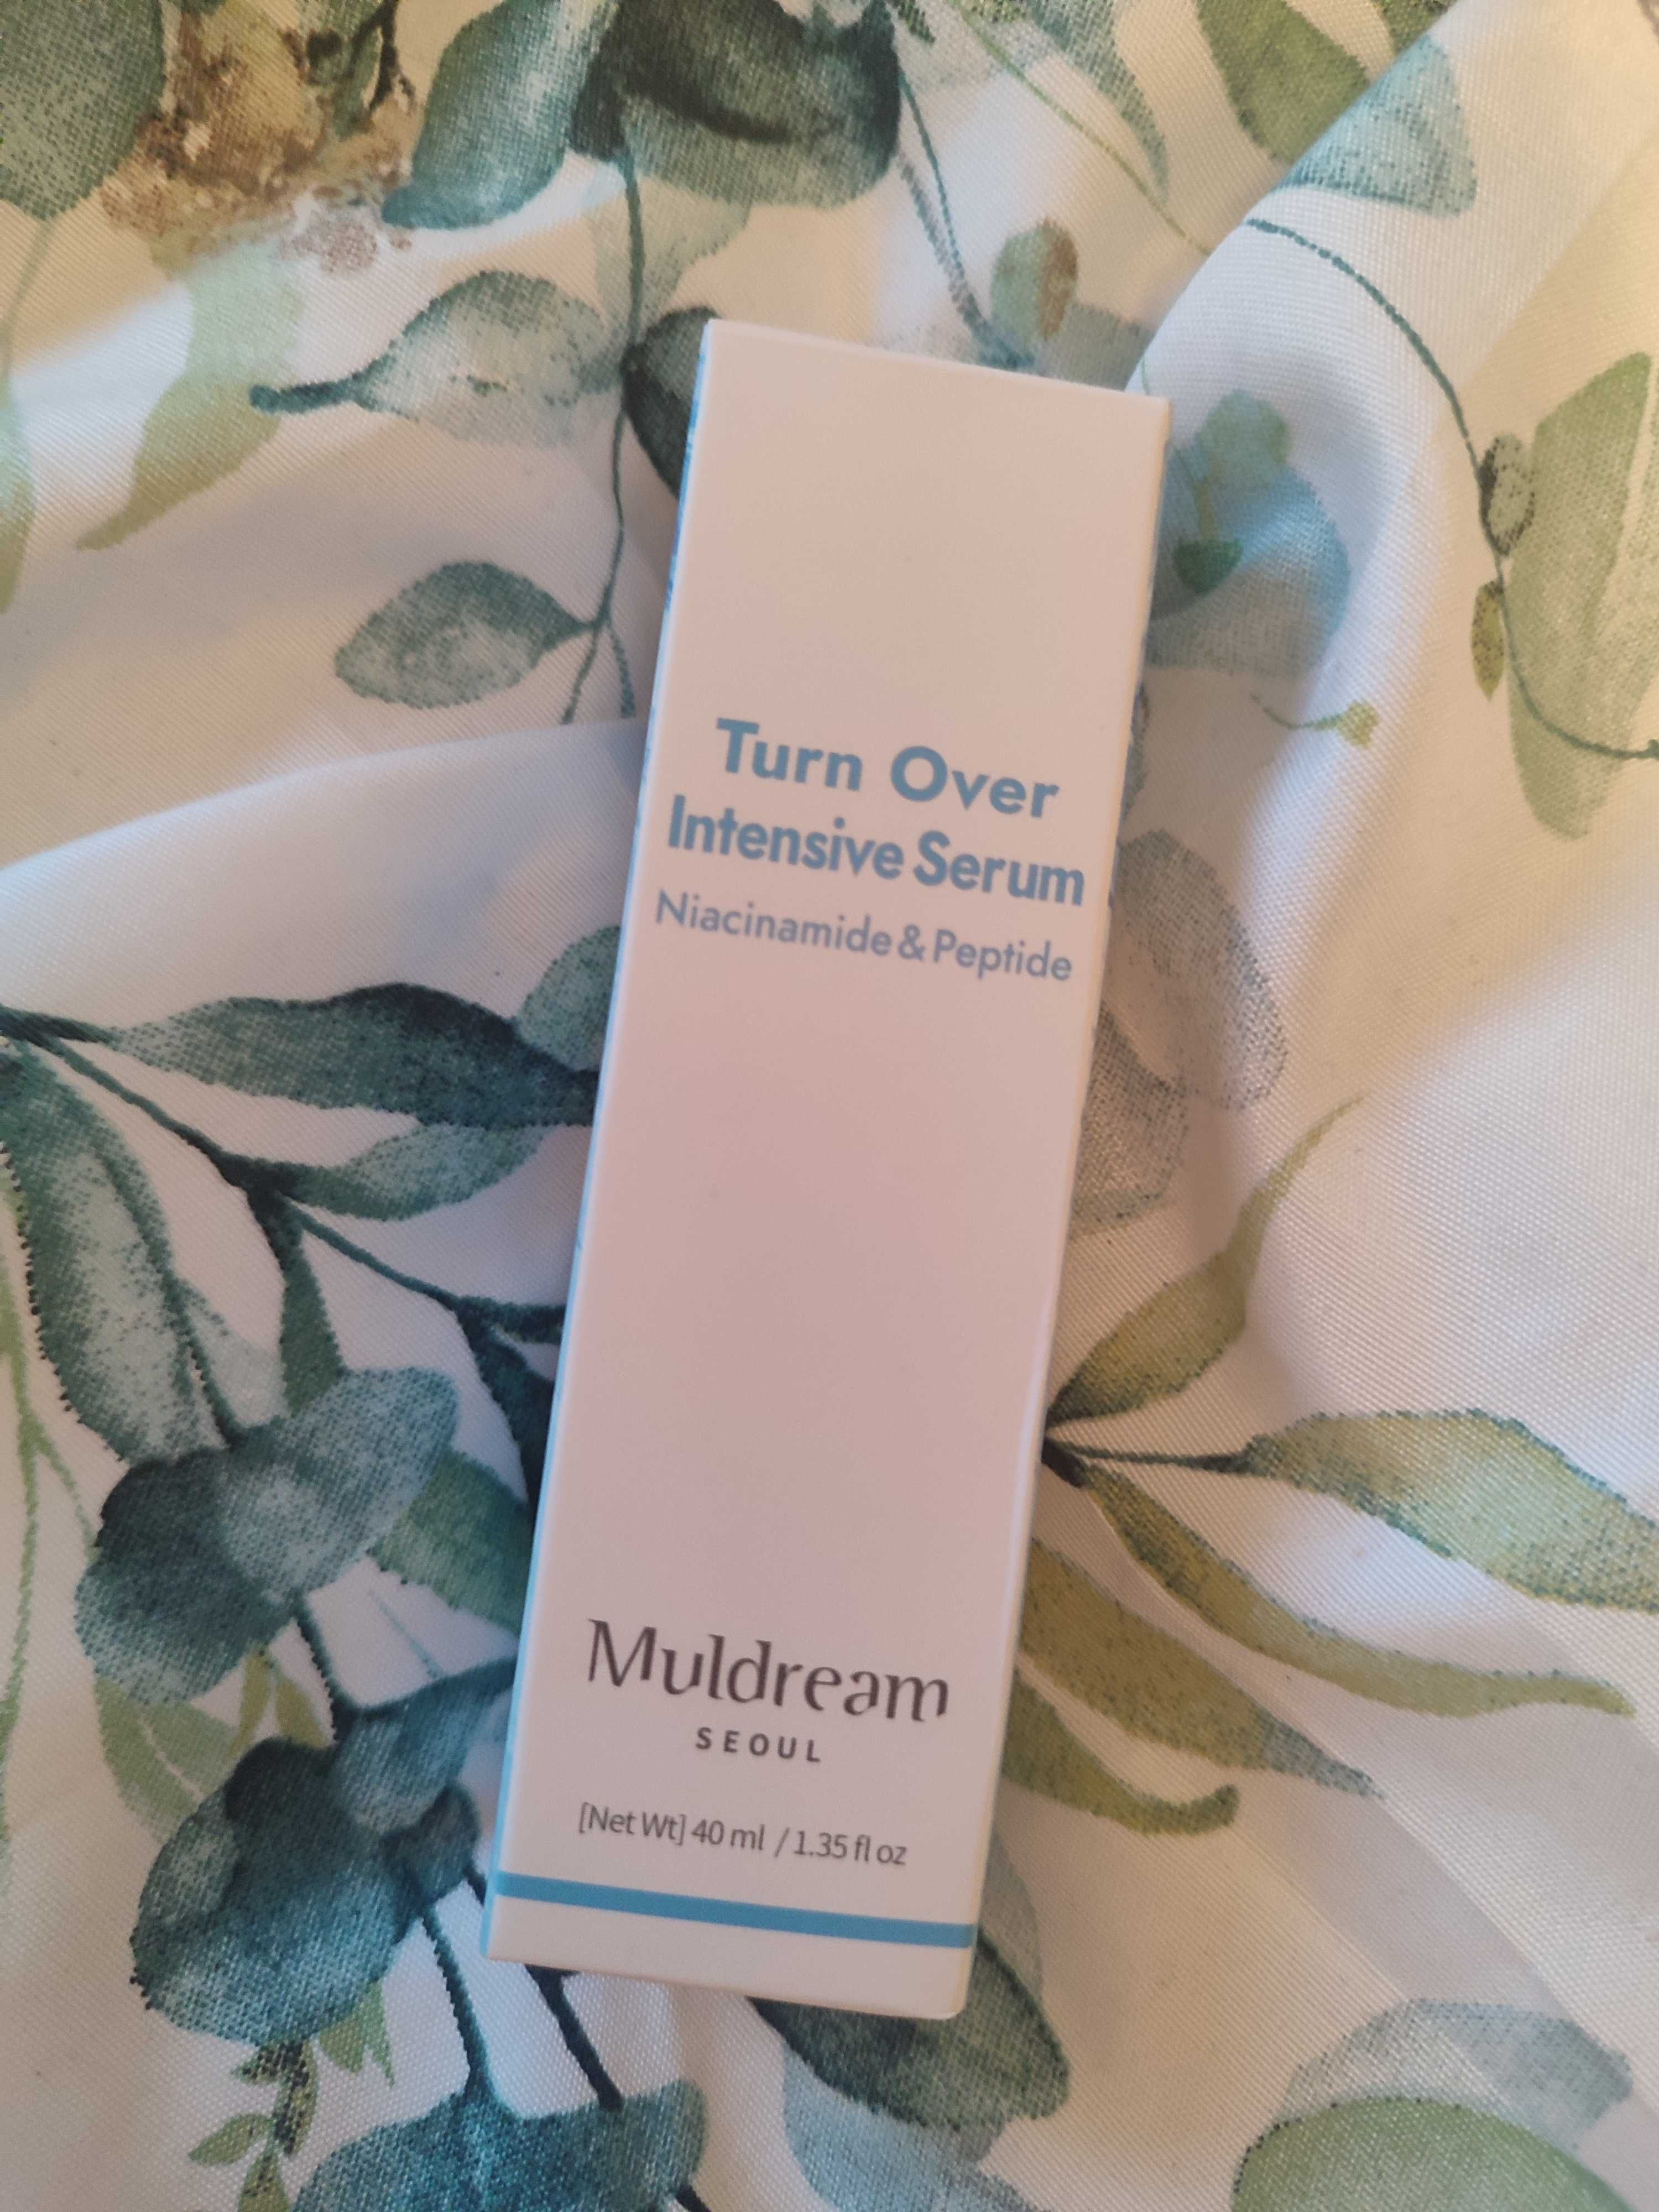 Turn Over
Intensive Serum
Niacinamide & Peptide
Muldream
SEOUL
[Net Wt] 40 ml / 1.35 fl oz